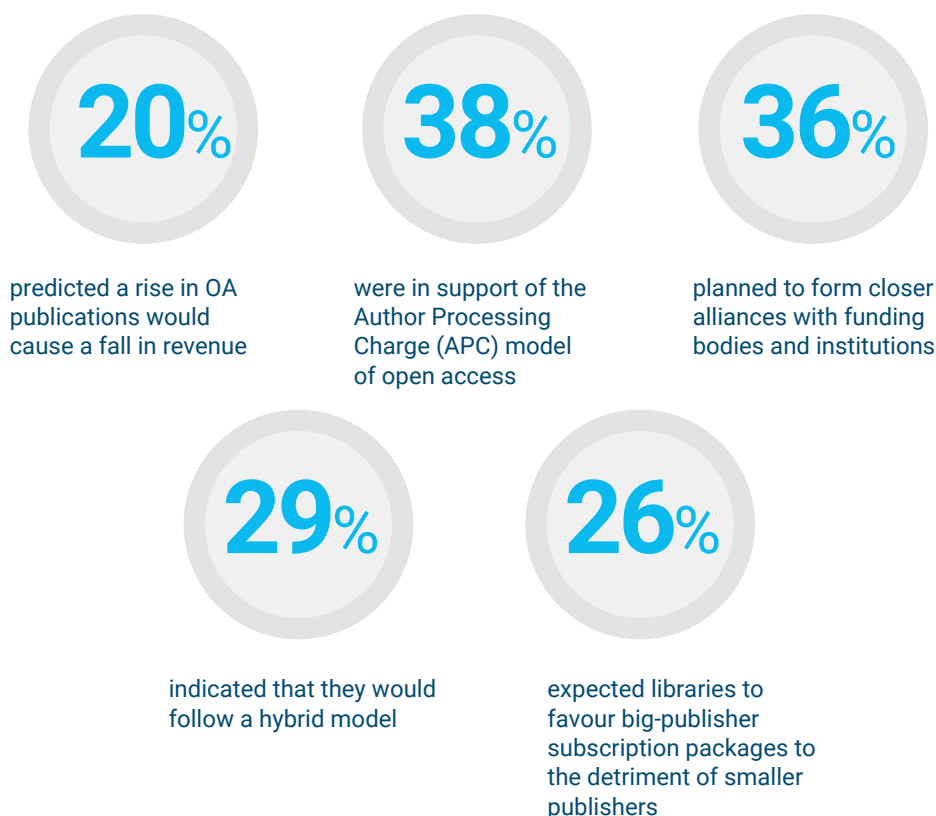 20%
predicted a rise in OA
publications would
cause a fall in revenue
38%
were in support of the
Author Processing
Charge (APC) model
of open access
36%
planned to form closer
alliances with funding
bodies and institutions
29%
indicated that they would
follow a hybrid model
26%
expected libraries to
favour big-publisher
subscription packages to
the detriment of smaller
publishers